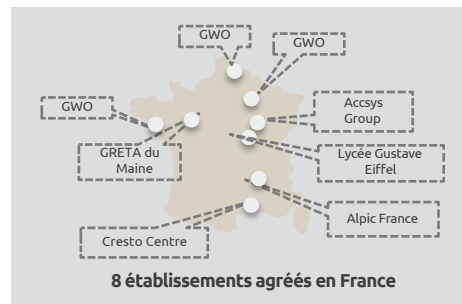 GWO
GWO
GWO
Accsys
Group
GRETA du
Maine
Lycée Gustave
Eiffel
Alpic France
Cresto Centre
8 établissements agréés en France